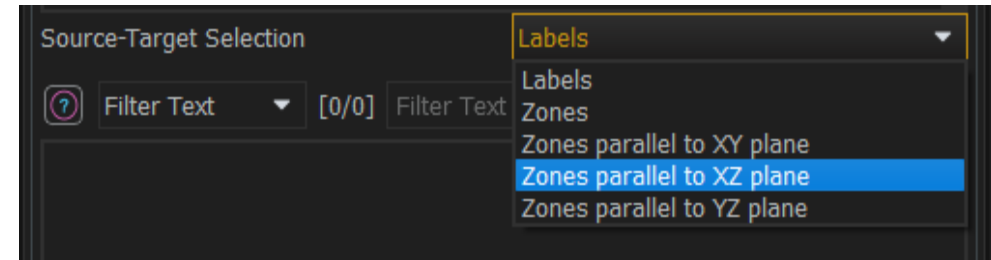 Source-Target Selection Labels
Labels
Filter Text [0/0] Filter Text
Zones
Zones parallel to XY plane
Zones parallel to XZ plane
Zones parallel to YZ plane